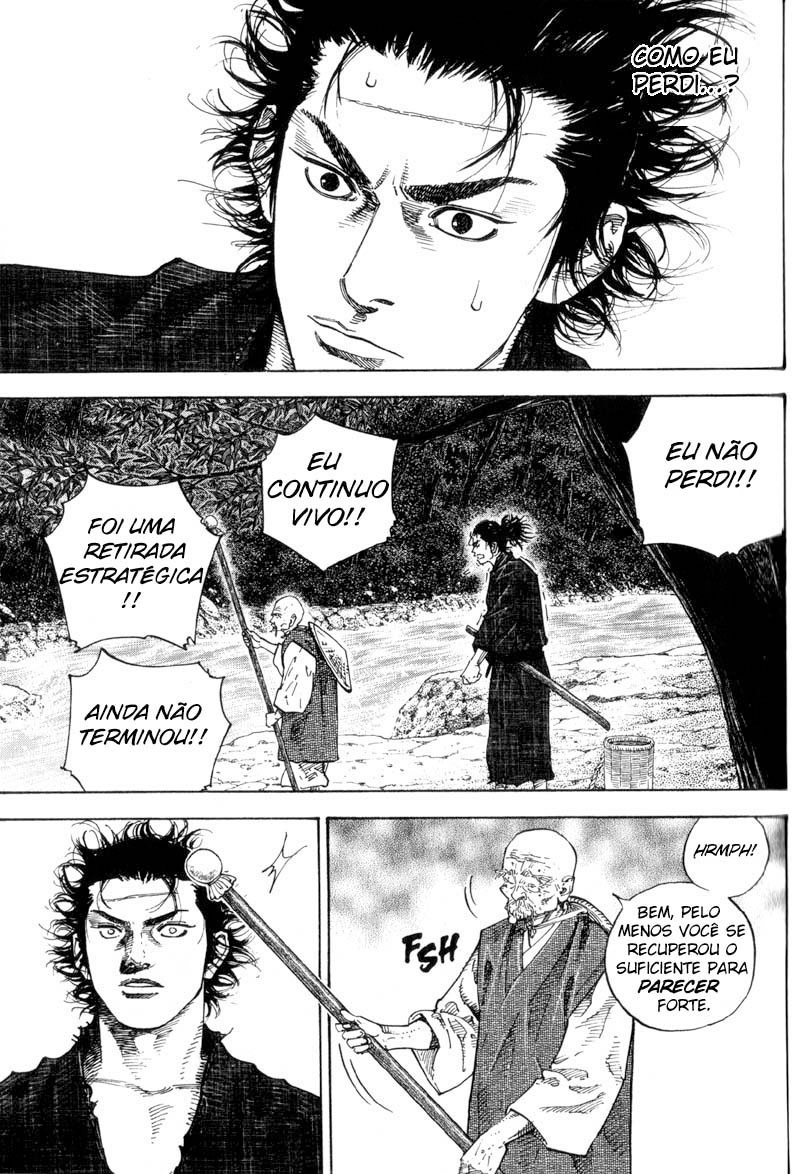 COMO EU
PERDI...?
EU NÃO
PERDI!!
EU
CONTINUO
VIVO!!
FOI UMA
RETIRADA
ESTRATÉGICA
!!
AINDA NÃO
TERMINOU!!
HRMPH!
BEM, PELO
MENOS VOCÊ SE
RECUPEROU O
SUFICIENTE PARA
PARECER
FORTE.
FSH